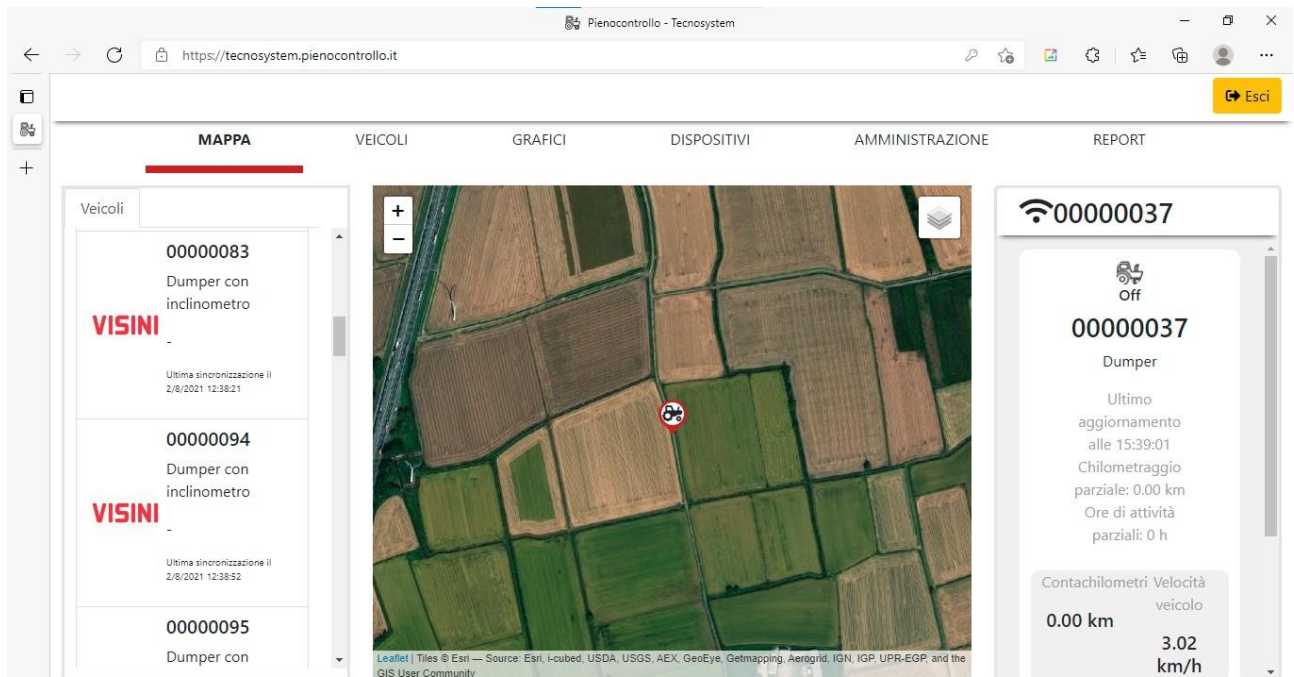 Pienocontrollo - Tecnosystem
https://tecnosystem.pienocontrollo.it
Esci
MAPPA
VEICOLI
GRAFICI
DISPOSITIVI
AMMINISTRAZIONE
REPORT
Veicoli
00000083
Dumper con
inclinometro
VISINI
-
Ultima sincronizzazione il
2/8/2021 12:38:21
00000094
Dumper con
inclinometro
VISINI
-
Ultima sincronizzazione il
2/8/2021 12:38:52
00000095
Dumper con
+
−
Leaflet | Tiles © Esri — Source: Esri, i-cubed, USDA, USGS, AEX, GeoEye, Getmapping, Aerogrid, IGN, IGP, UPR-EGP, and the
GIS User Community
00000037
Off
00000037
Dumper
Ultimo
aggiornamento
alle 15:39:01
Chilometraggio
parziale: 0.00 km
Ore di attività
parziali: 0 h
Contachilometri
0.00 km
Velocità
veicolo
3.02
km/h